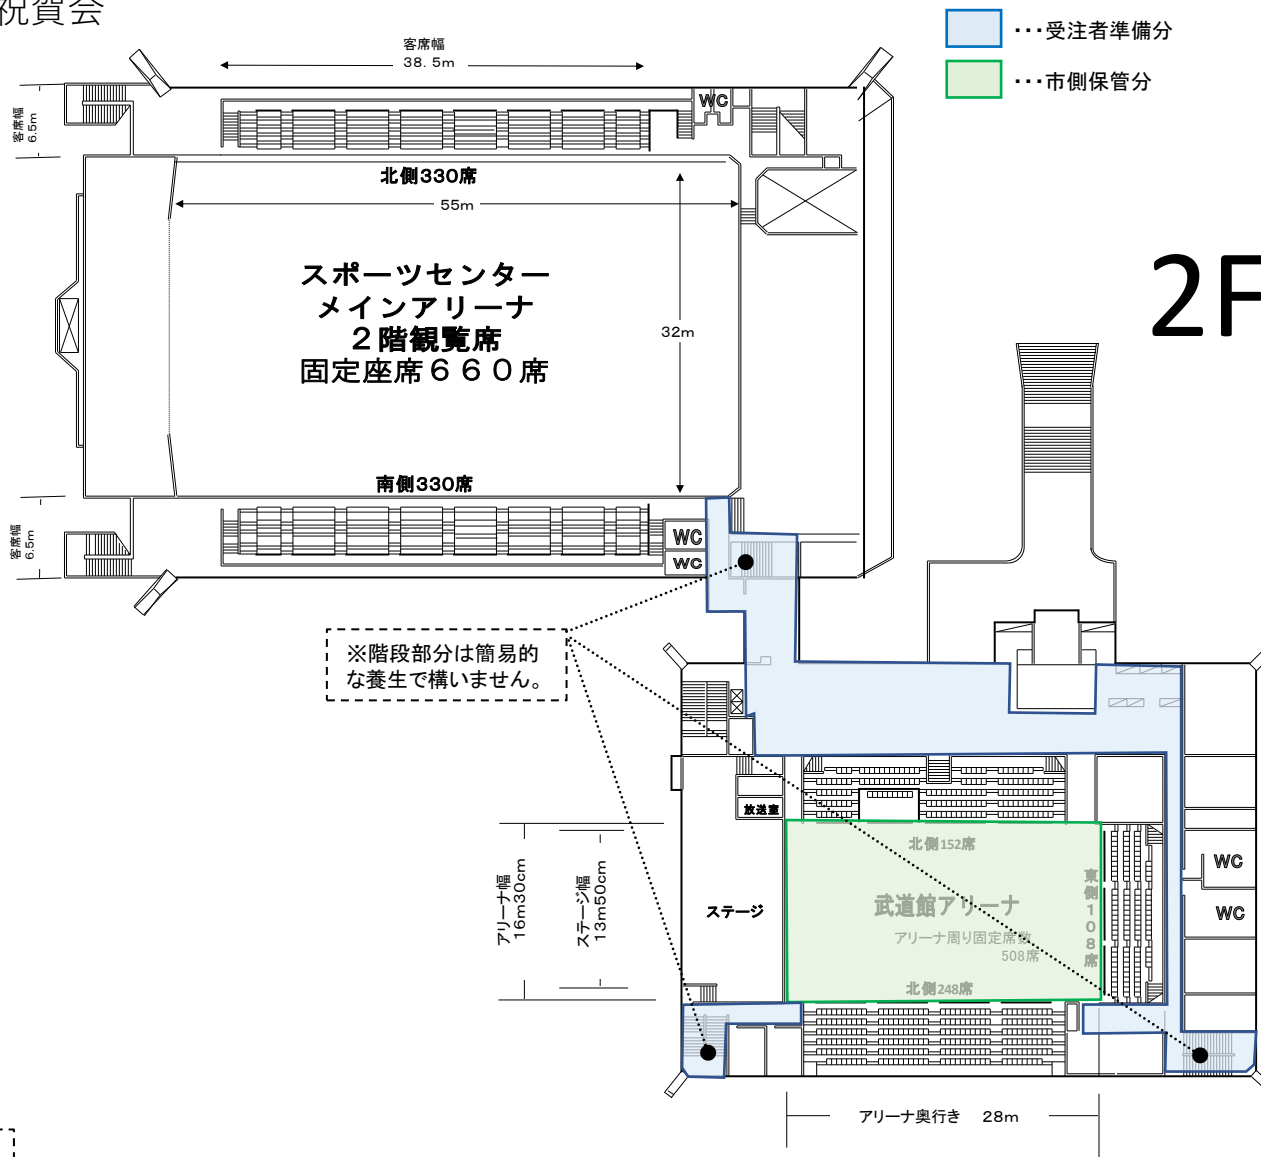 祝賀会
・・・受注者準備分
・・・市側保管分
客席幅
38.5m
客席幅
6.5m
WC
北側330席
55m
スポーツセンター
メインアリーナ
2階観覧席
固定座席660席
32m
2F
南側330席
客席幅
6.5m
WC
WC
※階段部分は簡易的
な養生で構いません。
放送室
北側152席
アリーナ幅
16m30cm
ステージ幅
13m50cm
ステージ
武道館アリーナ
アリーナ周り固定席数
508席
東側108席
WC
WC
北側248席
アリーナ奥行き 28m